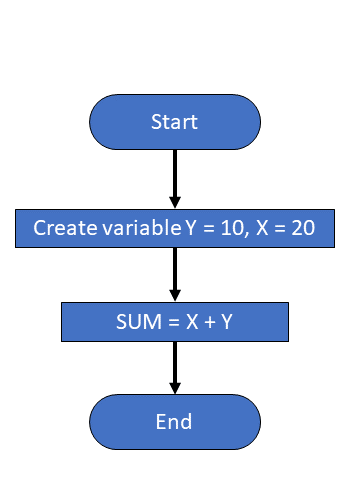 Start
Create variable Y = 10, X = 20
SUM = X + Y
End